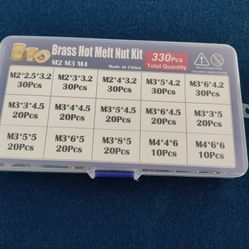 Brass Hot Melt Nut Kit
M2 M3 M4
Made in China
330Pcs
Total Quantity
M2*2.5*3.2 M2*3*3.2 M2*4*3.2 M3*5*4.2 M3*6*4.2
30Pcs 30Pcs 30Pcs 30Pcs 30Pcs
M3*3*4.5 M3*4*4.5 M3*5*4.5 M3*6*4.5 M3*3*5
20Pcs 20Pcs 20Pcs 20Pcs 20Pcs
M3*5*5 M3*6*5 M3*8*5 M4*4*6 M4*6*6
20Pcs 20Pcs 20Pcs 10Pcs 10Pcs